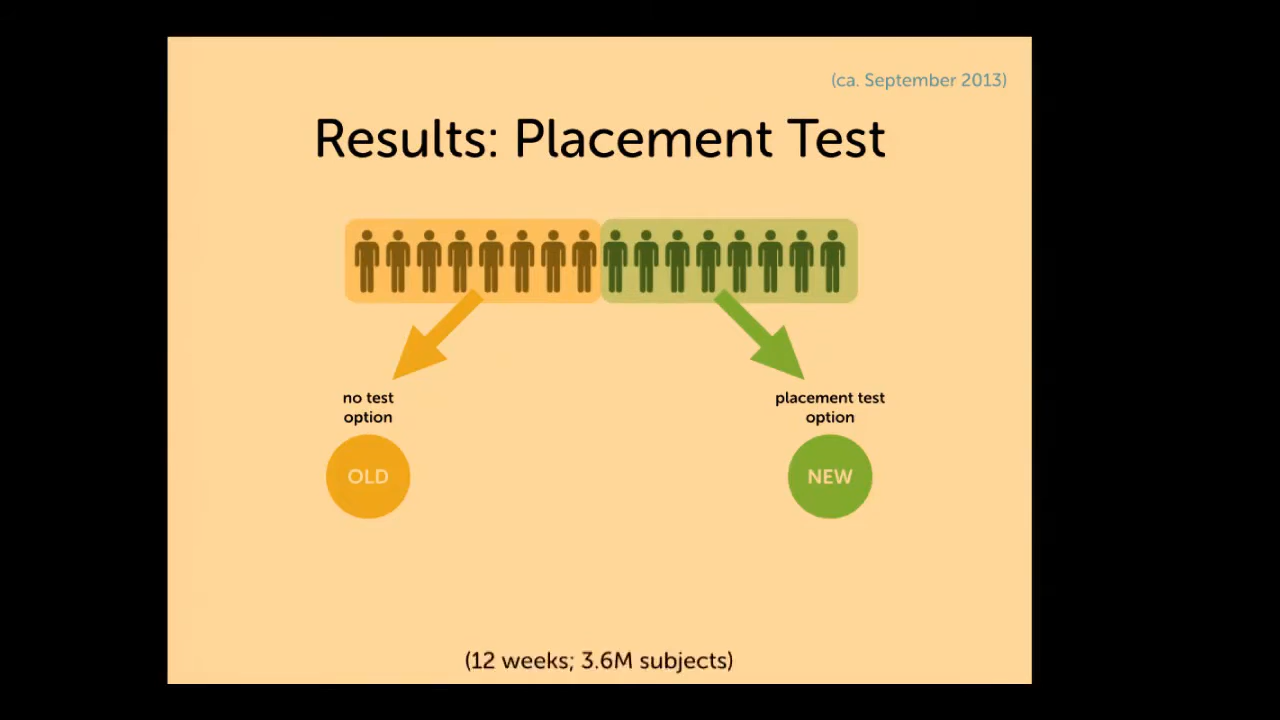 (ca. September 2013)
Results: Placement Test
no test
option
placement test
option
OLD
NEW
(12 weeks; 3.6M subjects)